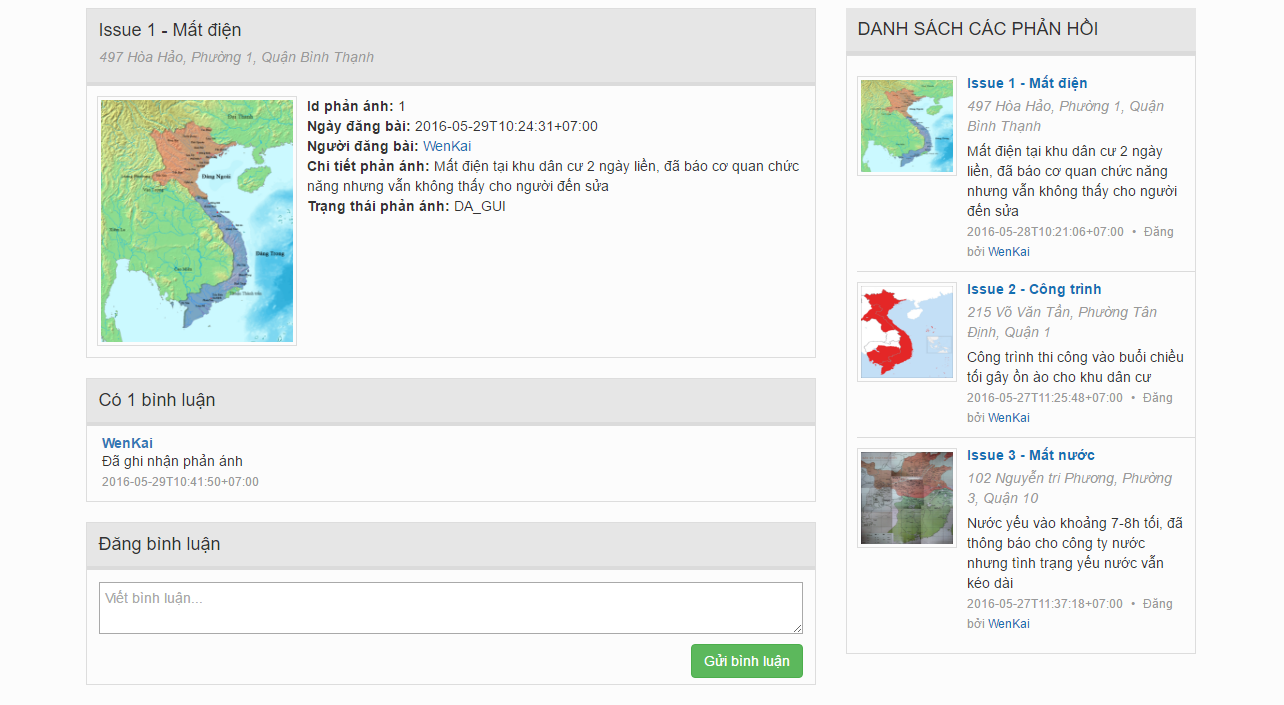 Issue 1 - Mất điện
497 Hòa Hảo, Phường 1, Quận Bình Thạnh
Id phản ánh: 1
Ngày đăng bài: 2016-05-29T10:24:31+07:00
Người đăng bài: WenKai
Chi tiết phản ánh: Mất điện tại khu dân cư 2 ngày liền, đã báo cơ quan chức
năng nhưng vẫn không thấy cho người đến sửa
Trạng thái phản ánh: DA_GUI
Đàng Ngoài
Đàng Trong
Có 1 bình luận
WenKai
Đã ghi nhận phản ánh
2016-05-29T10:41:50+07:00
Đăng bình luận
Viết bình luận...
Gửi bình luận
DANH SÁCH CÁC PHẢN HỒI
Issue 1 - Mất điện
497 Hòa Hảo, Phường 1, Quận
Bình Thạnh
Mất điện tại khu dân cư 2 ngày
liền, đã báo cơ quan chức năng
nhưng vẫn không thấy cho người
đến sửa
2016-05-28T10:21:06+07:00 • Đăng
bởi WenKai
Issue 2 - Công trình
215 Võ Văn Tần, Phường Tân
Định, Quận 1
Công trình thi công vào buổi chiều
tối gây ồn ào cho khu dân cư
2016-05-27T11:25:48+07:00 • Đăng
bởi WenKai
Issue 3 - Mất nước
102 Nguyễn tri Phương, Phường
3, Quận 10
Nước yếu vào khoảng 7-8h tối, đã
thông báo cho công ty nước
nhưng tình trạng yếu nước vẫn
kéo dài
2016-05-27T11:37:18+07:00 • Đăng
bởi WenKai